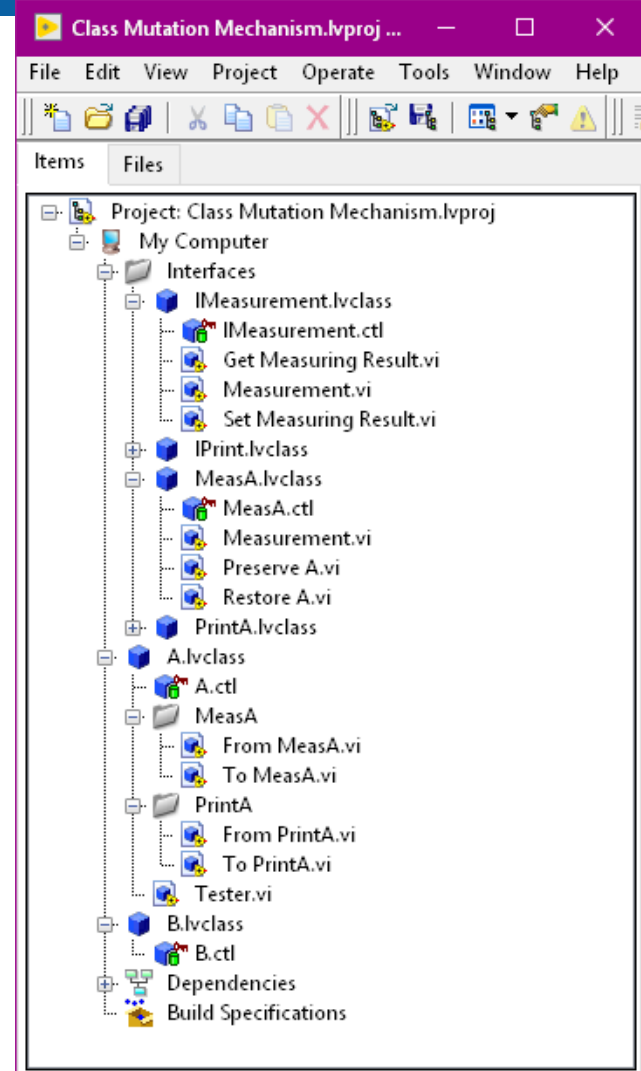 Class Mutation Mechanism.lvproj ...
File Edit View Project Operate Tools Window Help
Items Files
Project: Class Mutation Mechanism.lvproj
My Computer
Interfaces
IMeasurement.lvclass
IMeasurement.ctl
Get Measuring Result.vi
Measurement.vi
Set Measuring Result.vi
IPrint.lvclass
MeasA.lvclass
MeasA.ctl
Measurement.vi
Preserve A.vi
Restore A.vi
PrintA.lvclass
A.lvclass
A.ctl
MeasA
From MeasA.vi
To MeasA.vi
PrintA
From PrintA.vi
To PrintA.vi
Tester.vi
B.lvclass
B.ctl
Dependencies
Build Specifications